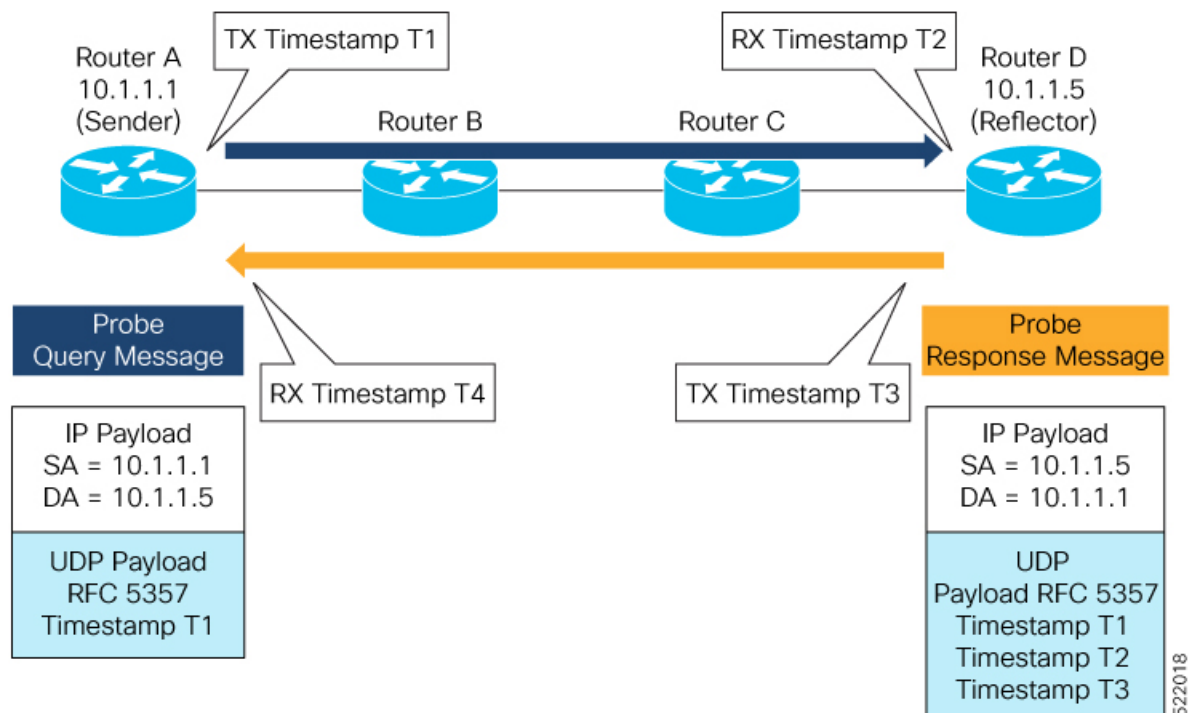 TX Timestamp T1
RX Timestamp T2
Router A
10.1.1.1
(Sender)
Router B
Router C
Router D
10.1.1.5
(Reflector)
Probe
Query Message
RX Timestamp T4
TX Timestamp T3
Probe
Response Message
IP Payload
SA = 10.1.1.1
DA = 10.1.1.5
UDP Payload
RFC 5357
Timestamp T1
IP Payload
SA = 10.1.1.5
DA = 10.1.1.1
UDP
Payload RFC 5357
Timestamp T1
Timestamp T2
Timestamp T3
522018